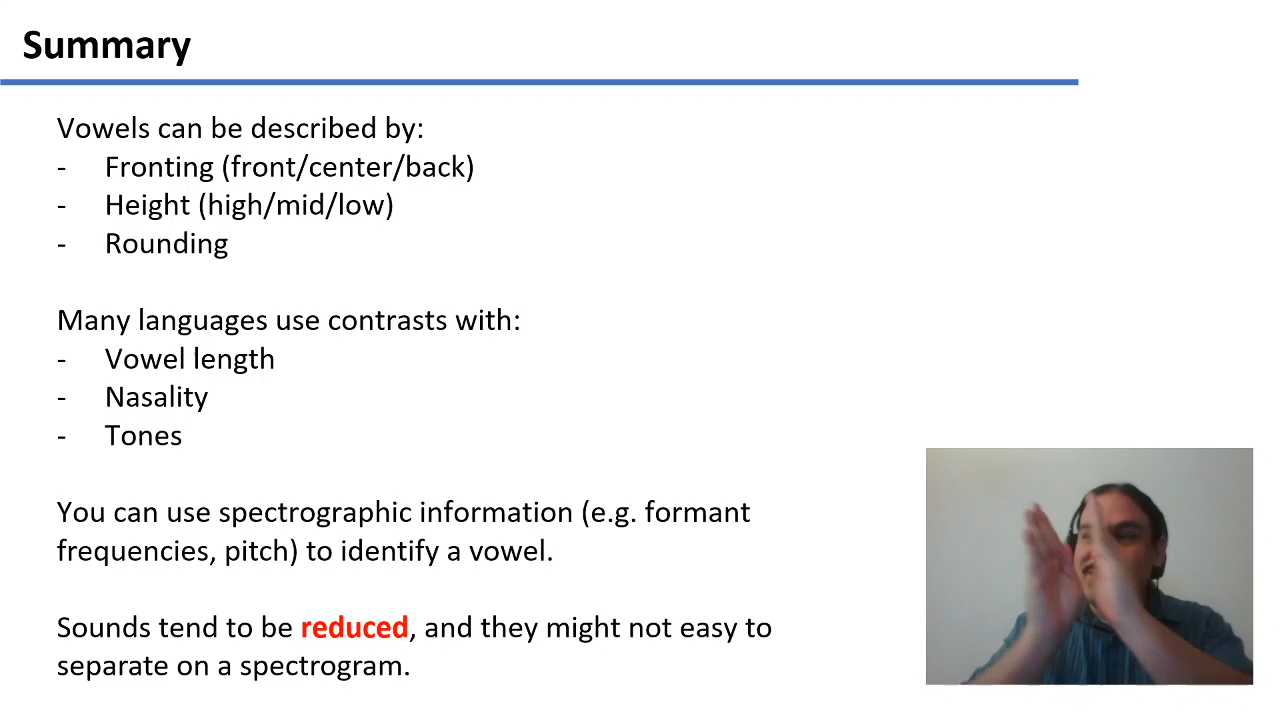 Summary
Vowels can be described by:
- Fronting (front/center/back)
- Height (high/mid/low)
- Rounding
Many languages use contrasts with:
- Vowel length
- Nasality
- Tones
You can use spectrographic information (e.g. formant
frequencies, pitch) to identify a vowel.
Sounds tend to be reduced, and they might not easy to
separate on a spectrogram.